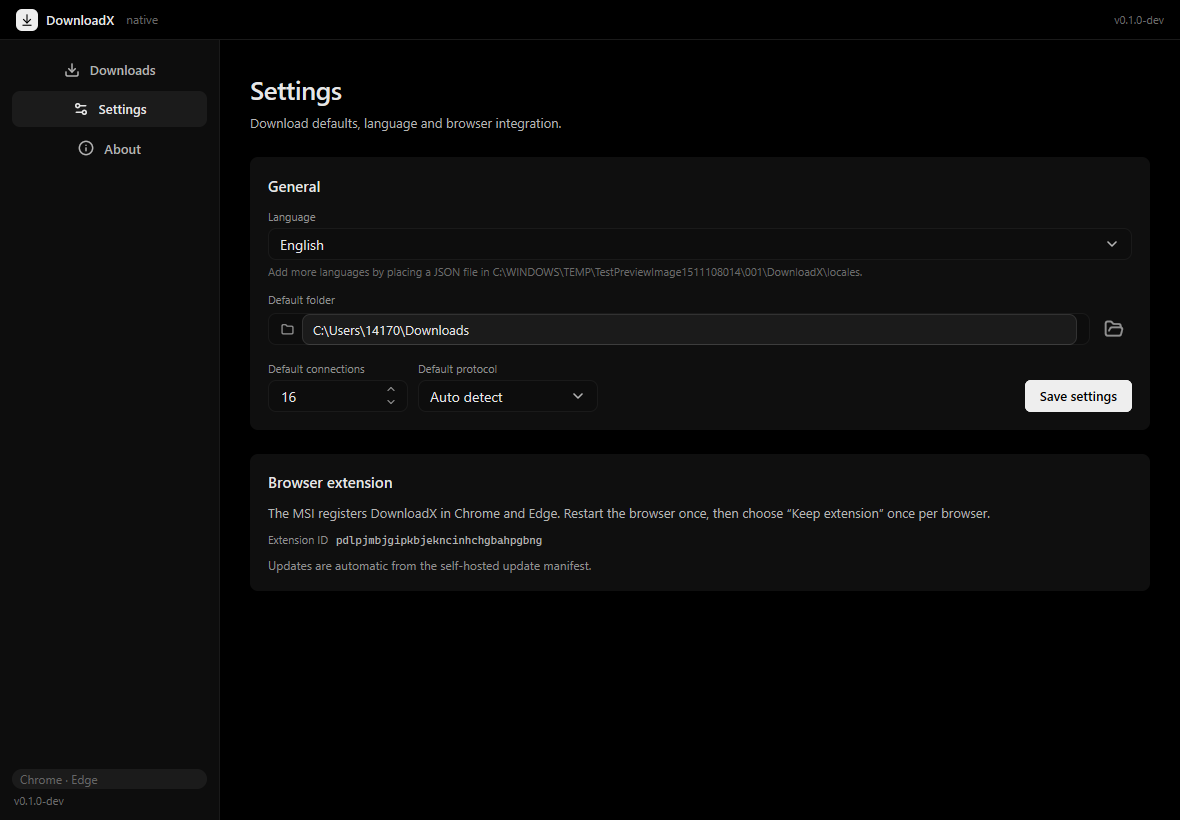 DownloadX native
v0.1.0-dev
Downloads
Settings
About
Settings
Download defaults, language and browser integration.
General
Language
English
Add more languages by placing a JSON file in C:\WINDOWS\TEMP\TestPreviewImage1511108014\001\DownloadX\locales.
Default folder
C:\Users\14170\Downloads
Default connections
Default protocol
16
Auto detect
Save settings
Browser extension
The MSI registers DownloadX in Chrome and Edge. Restart the browser once, then choose “Keep extension” once per browser.
Extension ID pdlpjmbjgipkbjekncinhchgbahpgbng
Updates are automatic from the self-hosted update manifest.
Chrome · Edge
v0.1.0-dev